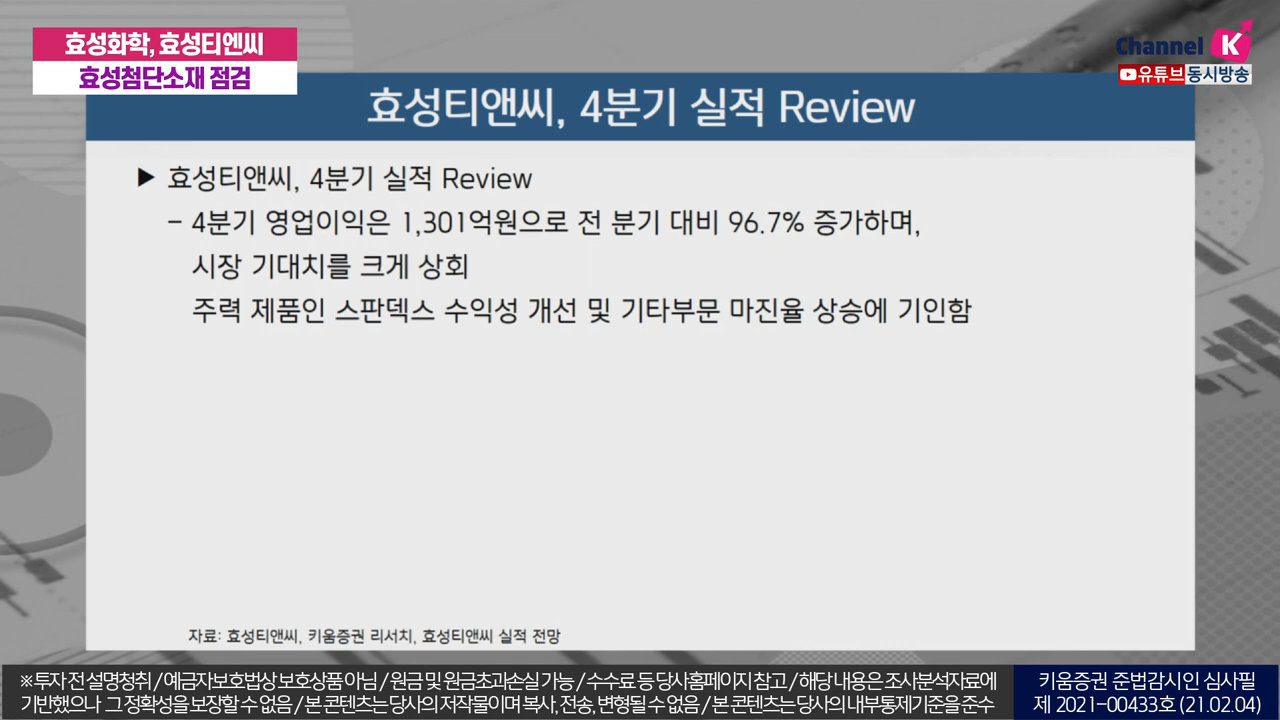 효성화학, 효성티엔씨
효성첨단소재 점검
Channel K
유튜브동시방송
효성티앤씨, 4분기 실적 Review
▶ 효성티앤씨, 4분기 실적 Review
- 4분기 영업이익은 1,301억원으로 전 분기 대비 96.7% 증가하며,
시장 기대치를 크게 상회
주력 제품인 스판덱스 수익성 개선 및 기타부문 마진율 상승에 기인함
자료: 효성티앤씨, 키움증권 리서치, 효성티앤씨 실적 전망
※투자 전 설명청취 / 예금자보호법상 보호상품 아님 / 원금 및 원금초과손실 가능 / 수수료 등 당사홈페이지 참고 / 해당 내용은 조사분석자료에
기반했으나 그 정확성을 보장할 수 없음 / 본 콘텐츠는 당사의 저작물이며 복사, 전송, 변형될 수 없음 / 본 콘텐츠는 당사의 내부통제기준을 준수
키움증권 준법감시인 심사필
제 2021-00433호 (21.02.04)